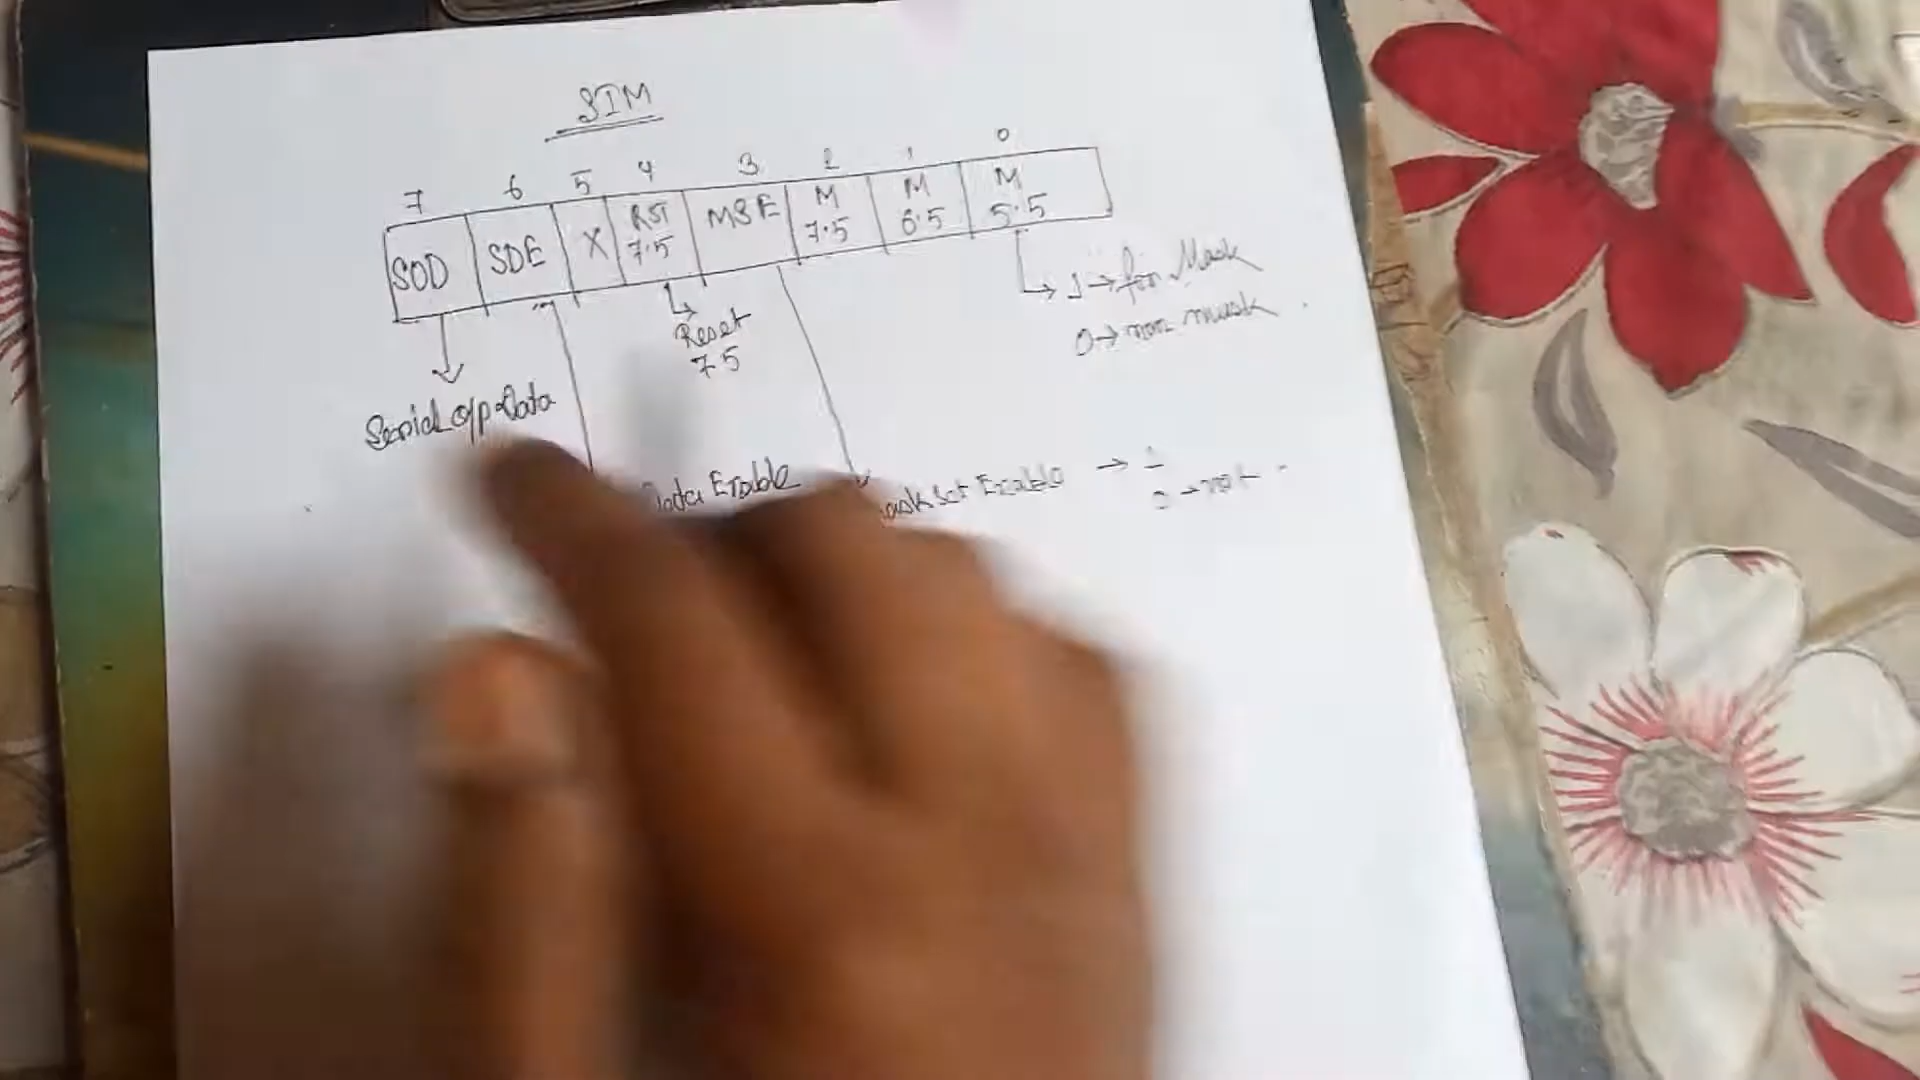 SIM
7 6 5 4 3 2 1 0
SOD SDE X RST 7.5 MSE M 7.5 M 6.5 M 5.5
1 → for Mask
0 → non mask
Reset
7.5
Serial o/p Data
Data Enable
Mask Set Enable → 1
0 → not